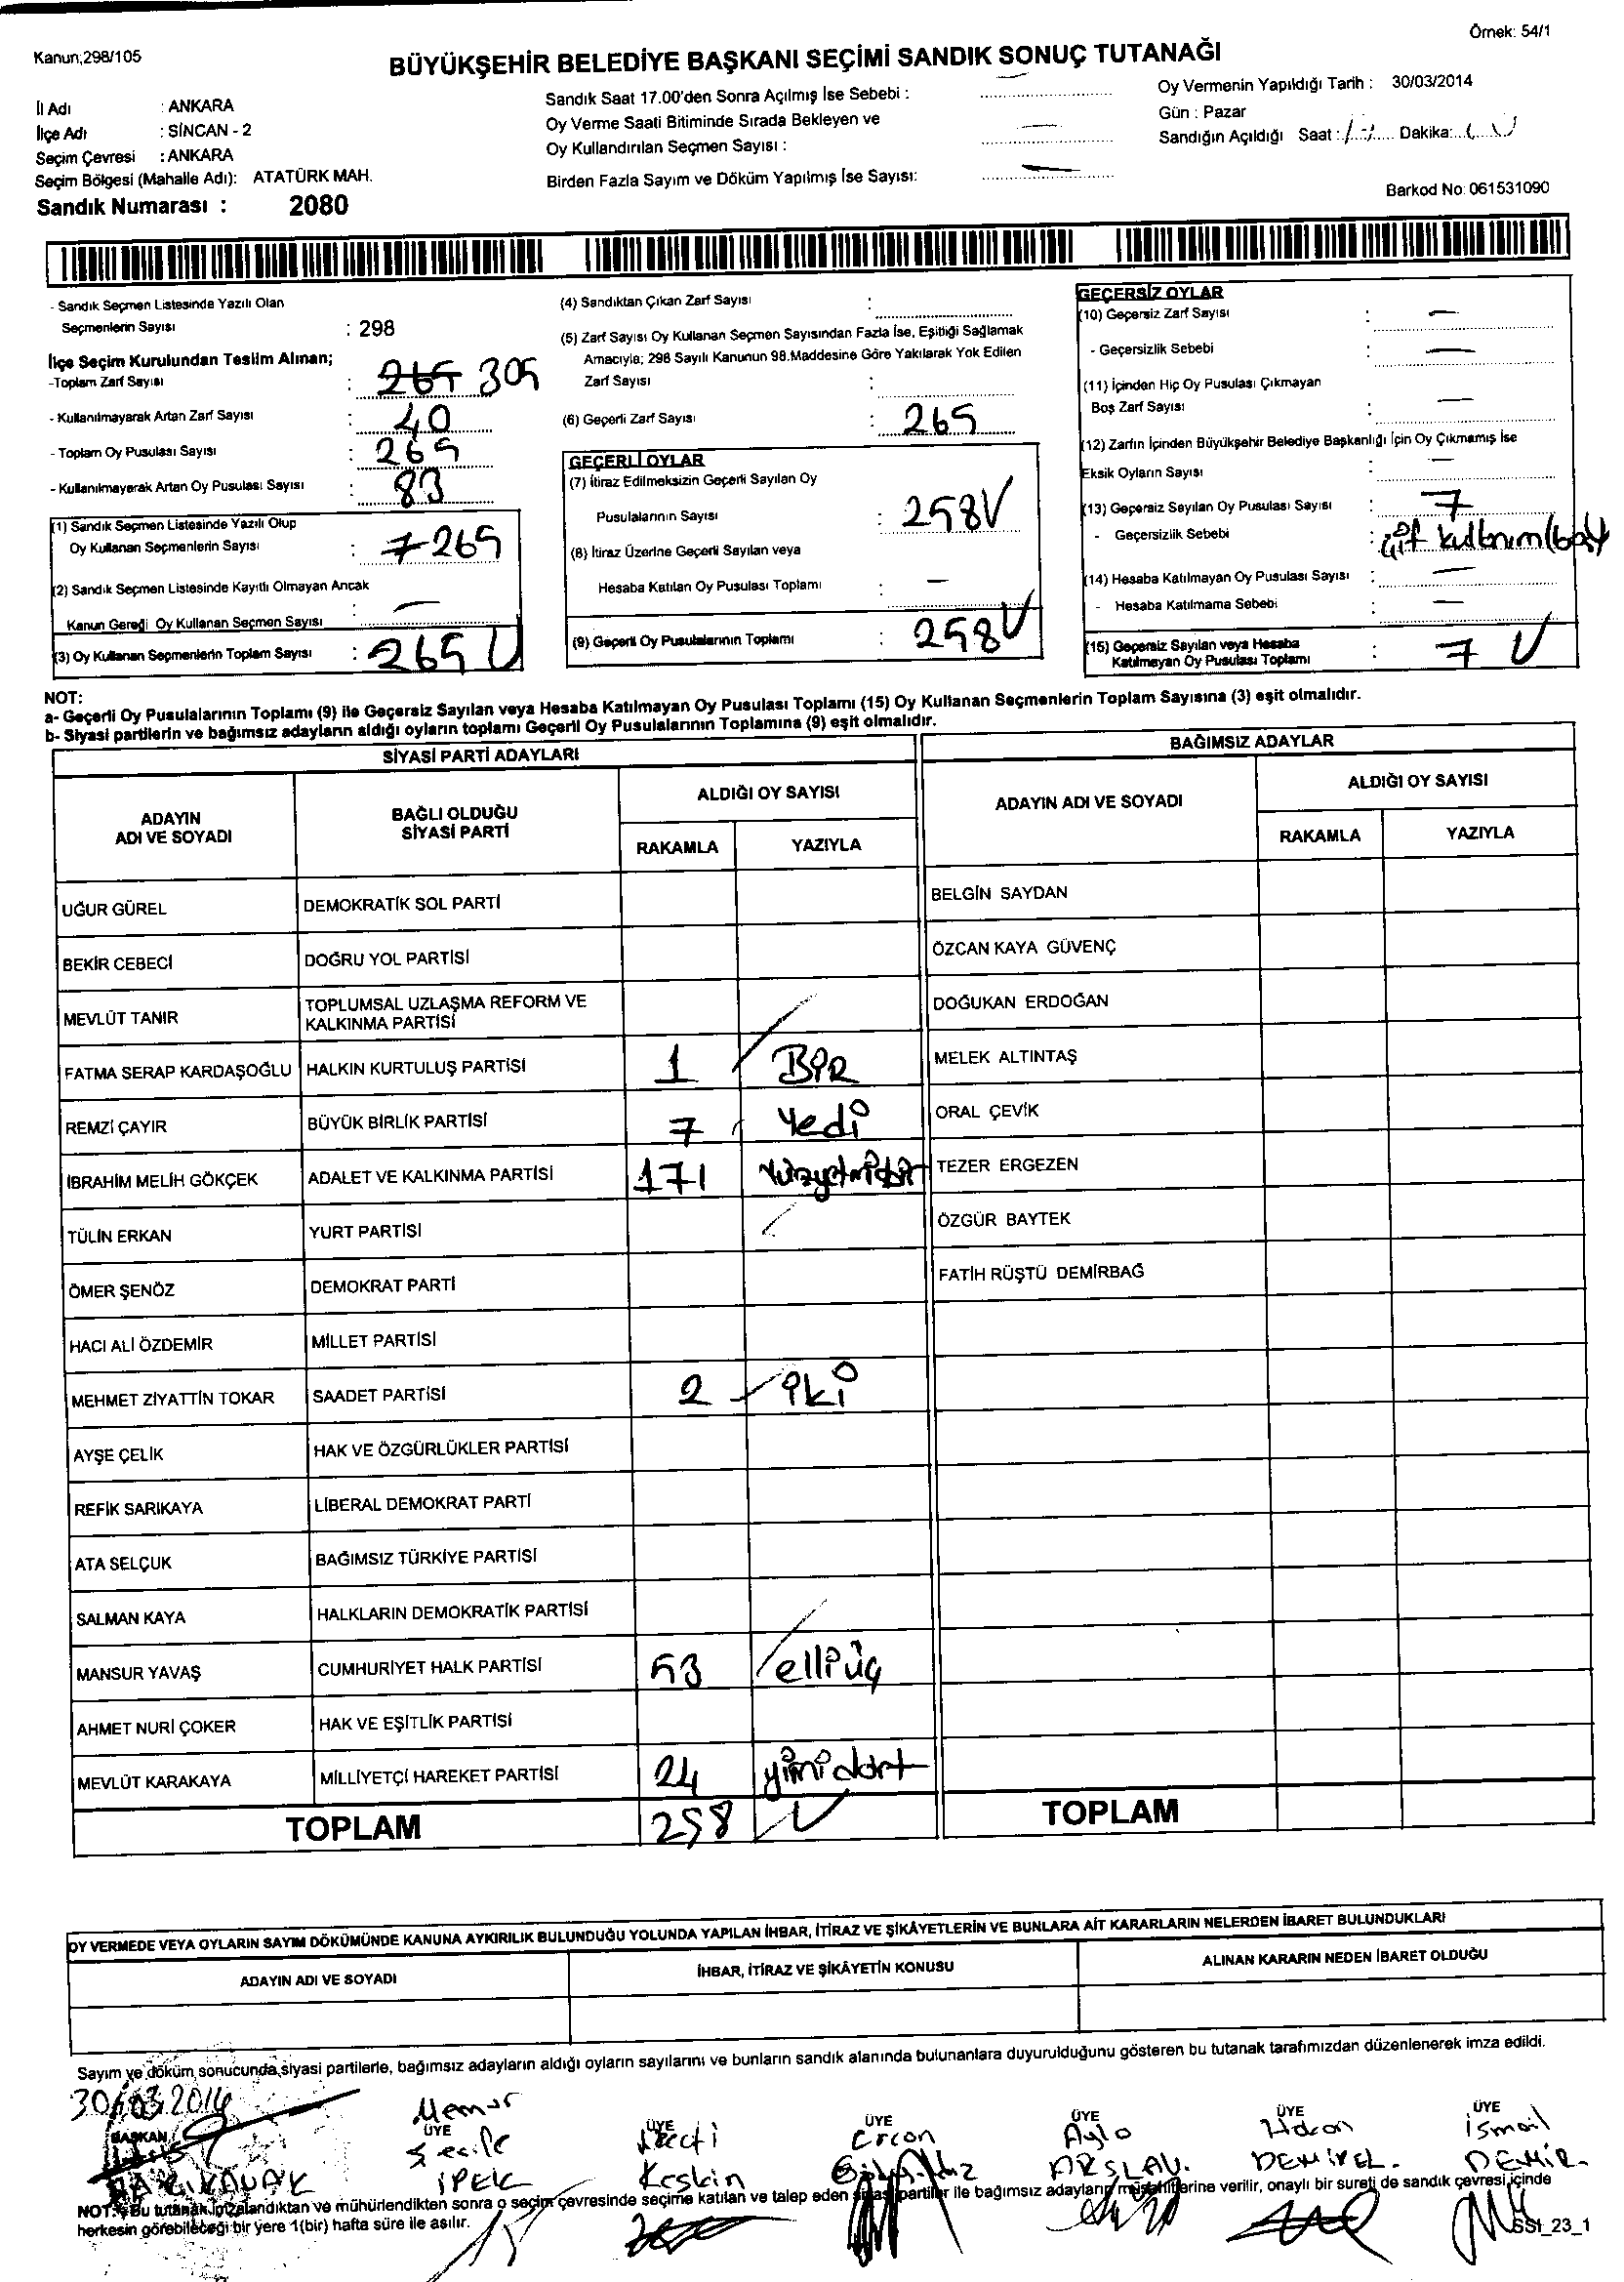 Örnek: 54/1
Kanun;298/105
BÜYÜKŞEHİR BELEDİYE BAŞKANI SEÇİMİ SANDIK SONUÇ TUTANAĞI
İl Adı : ANKARA
İlçe Adı : SİNCAN - 2
Seçim Çevresi : ANKARA
Seçim Bölgesi (Mahalle Adı): ATATÜRK MAH.
Sandık Numarası : 2080
Sandık Saat 17.00'den Sonra Açılmış İse Sebebi : —
Oy Verme Saati Bitiminde Sırada Bekleyen ve
Oy Kullandırılan Seçmen Sayısı : —
Birden Fazla Sayım ve Döküm Yapılmış İse Sayısı: —
Oy Vermenin Yapıldığı Tarih : 30/03/2014
Gün : Pazar
Sandığın Açıldığı Saat : Dakika:
Barkod No: 061531090
- Sandık Seçmen Listesinde Yazılı Olan
Seçmenlerin Sayısı : 298
İlçe Seçim Kurulundan Teslim Alınan;
-Toplam Zarf Sayısı : 265 305
- Kullanılmayarak Artan Zarf Sayısı : 40
- Toplam Oy Pusulası Sayısı : 265
- Kullanılmayarak Artan Oy Pusulası Sayısı : 83
(1) Sandık Seçmen Listesinde Yazılı Olup
Oy Kullanan Seçmenlerin Sayısı : 265
(2) Sandık Seçmen Listesinde Kayıtlı Olmayan Ancak
Kanun Gereği Oy Kullanan Seçmen Sayısı : —
(3) Oy Kullanan Seçmenlerin Toplam Sayısı : 265
(4) Sandıktan Çıkan Zarf Sayısı :
(5) Zarf Sayısı Oy Kullanan Seçmen Sayısından Fazla İse, Eşitliği Sağlamak
Amacıyla; 298 Sayılı Kanunun 98.Maddesine Göre Yakılarak Yok Edilen
Zarf Sayısı :
(6) Geçerli Zarf Sayısı : 265
GEÇERLİ OYLAR
(7) İtiraz Edilmeksizin Geçerli Sayılan Oy
Pusulalarının Sayısı : 258
(8) İtiraz Üzerine Geçerli Sayılan veya
Hesaba Katılan Oy Pusulası Toplamı : —
(9) Geçerli Oy Pusulalarının Toplamı : 258
GEÇERSİZ OYLAR
(10) Geçersiz Zarf Sayısı : —
- Geçersizlik Sebebi : —
(11) İçinden Hiç Oy Pusulası Çıkmayan
Boş Zarf Sayısı : —
(12) Zarfın İçinden Büyükşehir Belediye Başkanlığı İçin Oy Çıkmamış İse
Eksik Oyların Sayısı : —
(13) Geçersiz Sayılan Oy Pusulası Sayısı : 7
- Geçersizlik Sebebi : çift
(14) Hesaba Katılmayan Oy Pusulası Sayısı : —
- Hesaba Katılmama Sebebi : —
(15) Geçersiz Sayılan veya Hesaba
Katılmayan Oy Pusulası Toplamı : 7
NOT:
a- Geçerli Oy Pusulalarının Toplamı (9) ile Geçersiz Sayılan veya Hesaba Katılmayan Oy Pusulası Toplamı (15) Oy Kullanan Seçmenlerin Toplam Sayısına (3) eşit olmalıdır.
b- Siyasi partilerin ve bağımsız adayların aldığı oyların toplamı Geçerli Oy Pusulalarının Toplamına (9) eşit olmalıdır.
SİYASİ PARTİ ADAYLARI
ADAYIN ADI VE SOYADI
BAĞLI OLDUĞU SİYASİ PARTİ
ALDIĞI OY SAYISI
RAKAMLA YAZIYLA
UĞUR GÜREL DEMOKRATİK SOL PARTİ
BEKİR CEBECİ DOĞRU YOL PARTİSİ
MEVLÜT TANIR TOPLUMSAL UZLAŞMA REFORM VE
KALKINMA PARTİSİ
FATMA SERAP KARDAŞOĞLU HALKIN KURTULUŞ PARTİSİ 1 BİR
REMZİ ÇAYIR BÜYÜK BİRLİK PARTİSİ 7 Yedi
İBRAHİM MELİH GÖKÇEK ADALET VE KALKINMA PARTİSİ 171
TÜLİN ERKAN YURT PARTİSİ
ÖMER ŞENÖZ DEMOKRAT PARTİ
HACI ALİ ÖZDEMİR MİLLET PARTİSİ
MEHMET ZİYATTİN TOKAR SAADET PARTİSİ 2 iki
AYŞE ÇELİK HAK VE ÖZGÜRLÜKLER PARTİSİ
REFİK SARIKAYA LİBERAL DEMOKRAT PARTİ
ATA SELÇUK BAĞIMSIZ TÜRKİYE PARTİSİ
SALMAN KAYA HALKLARIN DEMOKRATİK PARTİSİ
MANSUR YAVAŞ CUMHURİYET HALK PARTİSİ 53 elliüç
AHMET NURİ ÇOKER HAK VE EŞİTLİK PARTİSİ
MEVLÜT KARAKAYA MİLLİYETÇİ HAREKET PARTİSİ 24 yimidört
TOPLAM 258
BAĞIMSIZ ADAYLAR
ADAYIN ADI VE SOYADI
ALDIĞI OY SAYISI
RAKAMLA YAZIYLA
BELGİN SAYDAN
ÖZCAN KAYA GÜVENÇ
DOĞUKAN ERDOĞAN
MELEK ALTINTAŞ
ORAL ÇEVİK
TEZER ERGEZEN
ÖZGÜR BAYTEK
FATİH RÜŞTÜ DEMİRBAĞ
TOPLAM
OY VERMEDE VEYA OYLARIN SAYIM DÖKÜMÜNDE KANUNA AYKIRILIK BULUNDUĞU YOLUNDA YAPILAN İHBAR, İTİRAZ VE ŞİKÂYETLERİN VE BUNLARA AİT KARARLARIN NELERDEN İBARET BULUNDUKLARI
ADAYIN ADI VE SOYADI İHBAR, İTİRAZ VE ŞİKÂYETİN KONUSU ALINAN KARARIN NEDEN İBARET OLDUĞU
Sayım ve döküm sonucunda siyasi partilerle, bağımsız adayların aldığı oyların sayılarını ve bunların sandık alanında bulunanlara duyurulduğunu gösteren bu tutanak tarafımızdan düzenlenerek imza edildi.
30/03/2014
BAŞKAN
Memur
ÜYE
İPEK
ÜYE
Keskin
ÜYE
Ercan
ÜYE
Ayla
ARSLAN.
ÜYE
Hakan
DEMİREL.
ÜYE
İsmail
DEMİR
NOT: Bu tutanak imzalandıktan ve mühürlendikten sonra o seçim çevresinde seçime katılan ve talep eden siyasi partiler ile bağımsız adayların müşahitlerine verilir, onaylı bir sureti de sandık çevresi içinde
herkesin görebileceği bir yere 1(bir) hafta süre ile asılır.
SSI_23_1